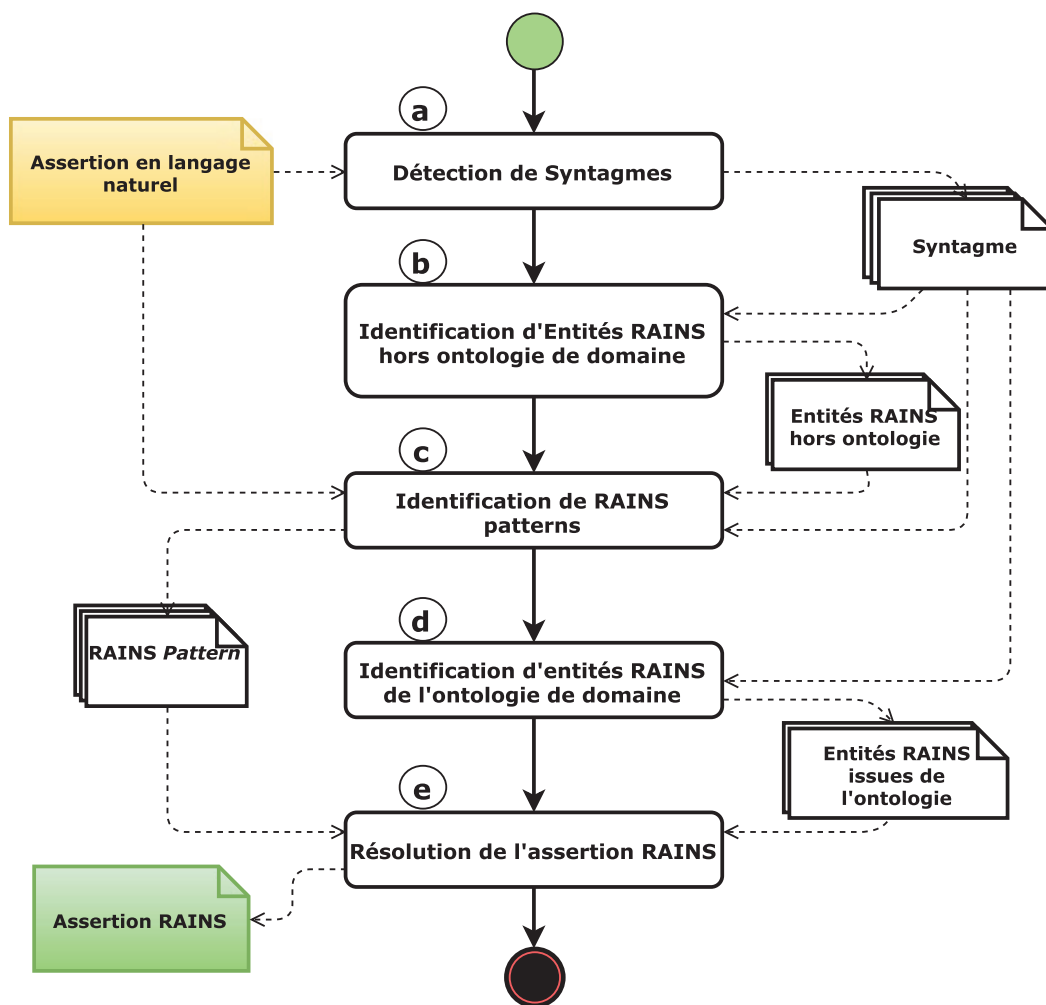 a
Assertion en langage
naturel
Détection de Syntagmes
Syntagme
b
Identification d'Entités RAINS
hors ontologie de domaine
Entités RAINS
hors ontologie
c
Identification de RAINS
patterns
RAINS Pattern
d
Identification d'entités RAINS
de l'ontologie de domaine
Entités RAINS
issues de
l'ontologie
e
Résolution de l'assertion RAINS
Assertion RAINS